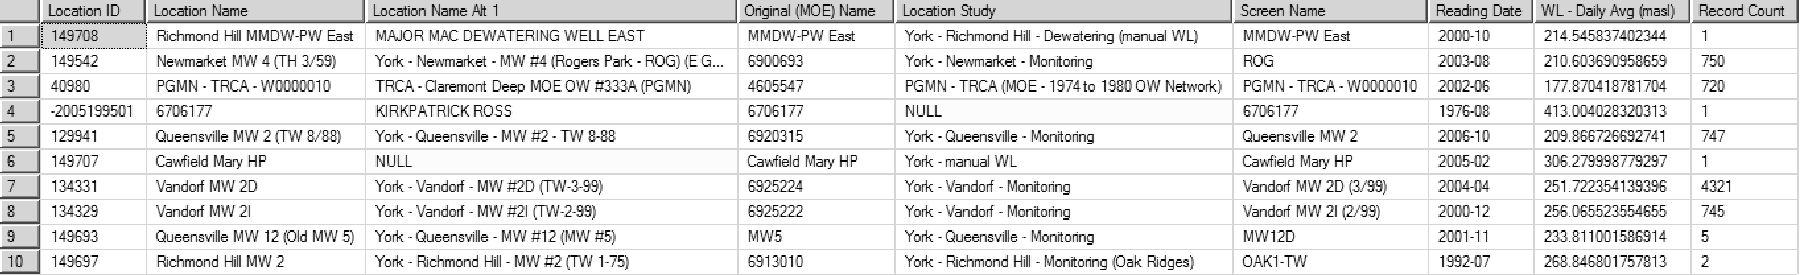 Location ID Location Name Location Name Alt 1 Original (MOE) Name Location Study Screen Name Reading Date WL - Daily Avg (masl) Record Count
1 149708 Richmond Hill MMDW-PW East MAJOR MAC DEWATERING WELL EAST MMDW-PW East York - Richmond Hill - Dewatering (manual WL) MMDW-PW East 2000-10 214.545837402344 1
2 149542 Newmarket MW 4 (TH 3/59) York - Newmarket - MW #4 (Rogers Park - ROG) (E G... 6900693 York - Newmarket - Monitoring ROG 2003-08 210.603690958659 750
3 40980 PGMN - TRCA - W0000010 TRCA - Claremont Deep MOE OW #333A (PGMN) 4605547 PGMN - TRCA (MOE - 1974 to 1980 OW Network) PGMN - TRCA - W0000010 2002-06 177.870418781704 720
4 -2005199501 6706177 KIRKPATRICK ROSS 6706177 NULL 6706177 1976-08 413.004028320313 1
5 129941 Queensville MW 2 (TW 8/88) York - Queensville - MW #2 - TW 8-88 6920315 York - Queensville - Monitoring Queensville MW 2 2006-10 209.866726692741 747
6 149707 Cawfield Mary HP NULL Cawfield Mary HP York - manual WL Cawfield Mary HP 2005-02 306.279998779297 1
7 134331 Vandorf MW 2D York - Vandorf - MW #2D (TW-3-99) 6925224 York - Vandorf - Monitoring Vandorf MW 2D (3/99) 2004-04 251.722354139396 4321
8 134329 Vandorf MW 2I York - Vandorf - MW #2I (TW-2-99) 6925222 York - Vandorf - Monitoring Vandorf MW 2I (2/99) 2000-12 256.065523554655 745
9 149693 Queensville MW 12 (Old MW 5) York - Queensville - MW #12 (MW #5) MW5 York - Queensville - Monitoring MW12D 2001-11 233.811001586914 5
10 149697 Richmond Hill MW 2 York - Richmond Hill - MW #2 (TW 1-75) 6913010 York - Richmond Hill - Monitoring (Oak Ridges) OAK1-TW 1992-07 268.846801757813 2